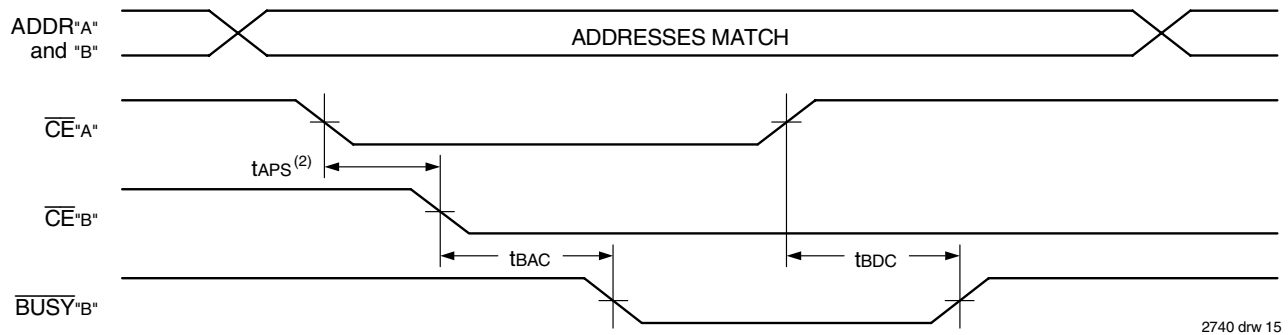 ADDR"A"
and "B"
ADDRESSES MATCH
CE"A"
tAPS(2)
CE"B"
tBAC
tBDC
BUSY"B"
2740 drw 15